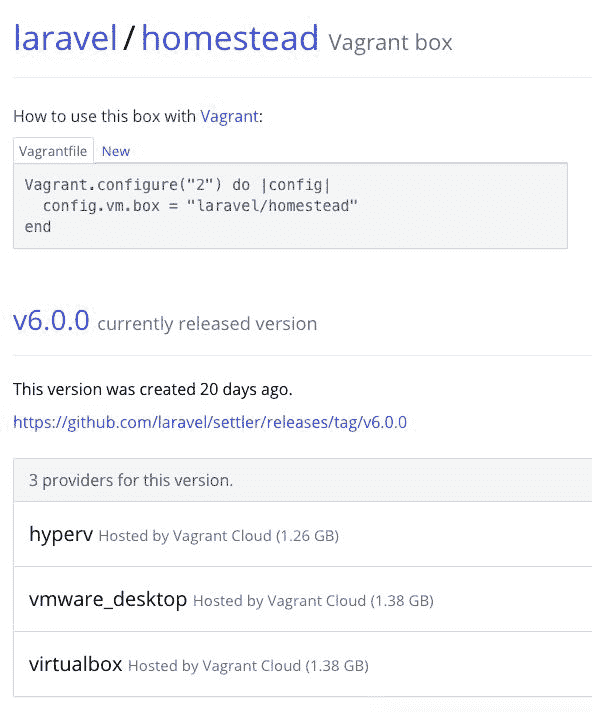 laravel/homestead Vagrant box
How to use this box with Vagrant:
Vagrantfile New
Vagrant.configure("2") do |config|
  config.vm.box = "laravel/homestead"
end
v6.0.0 currently released version
This version was created 20 days ago.
https://github.com/laravel/settler/releases/tag/v6.0.0
3 providers for this version.
hyperv Hosted by Vagrant Cloud (1.26 GB)
vmware_desktop Hosted by Vagrant Cloud (1.38 GB)
virtualbox Hosted by Vagrant Cloud (1.38 GB)